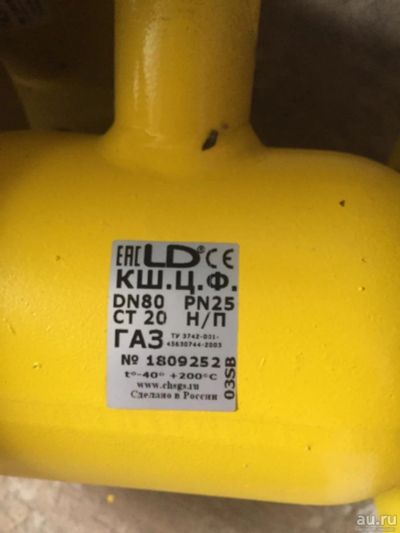 EAC LD® CE
КШ.Ц.Ф.
DN80 PN25
СТ 20 Н/П
ГАЗ ТУ 3742-001-
45630744-2003
№ 1809252
t°-40° +200°C
www.chsgs.ru
Сделано в России
03SB
au.ru